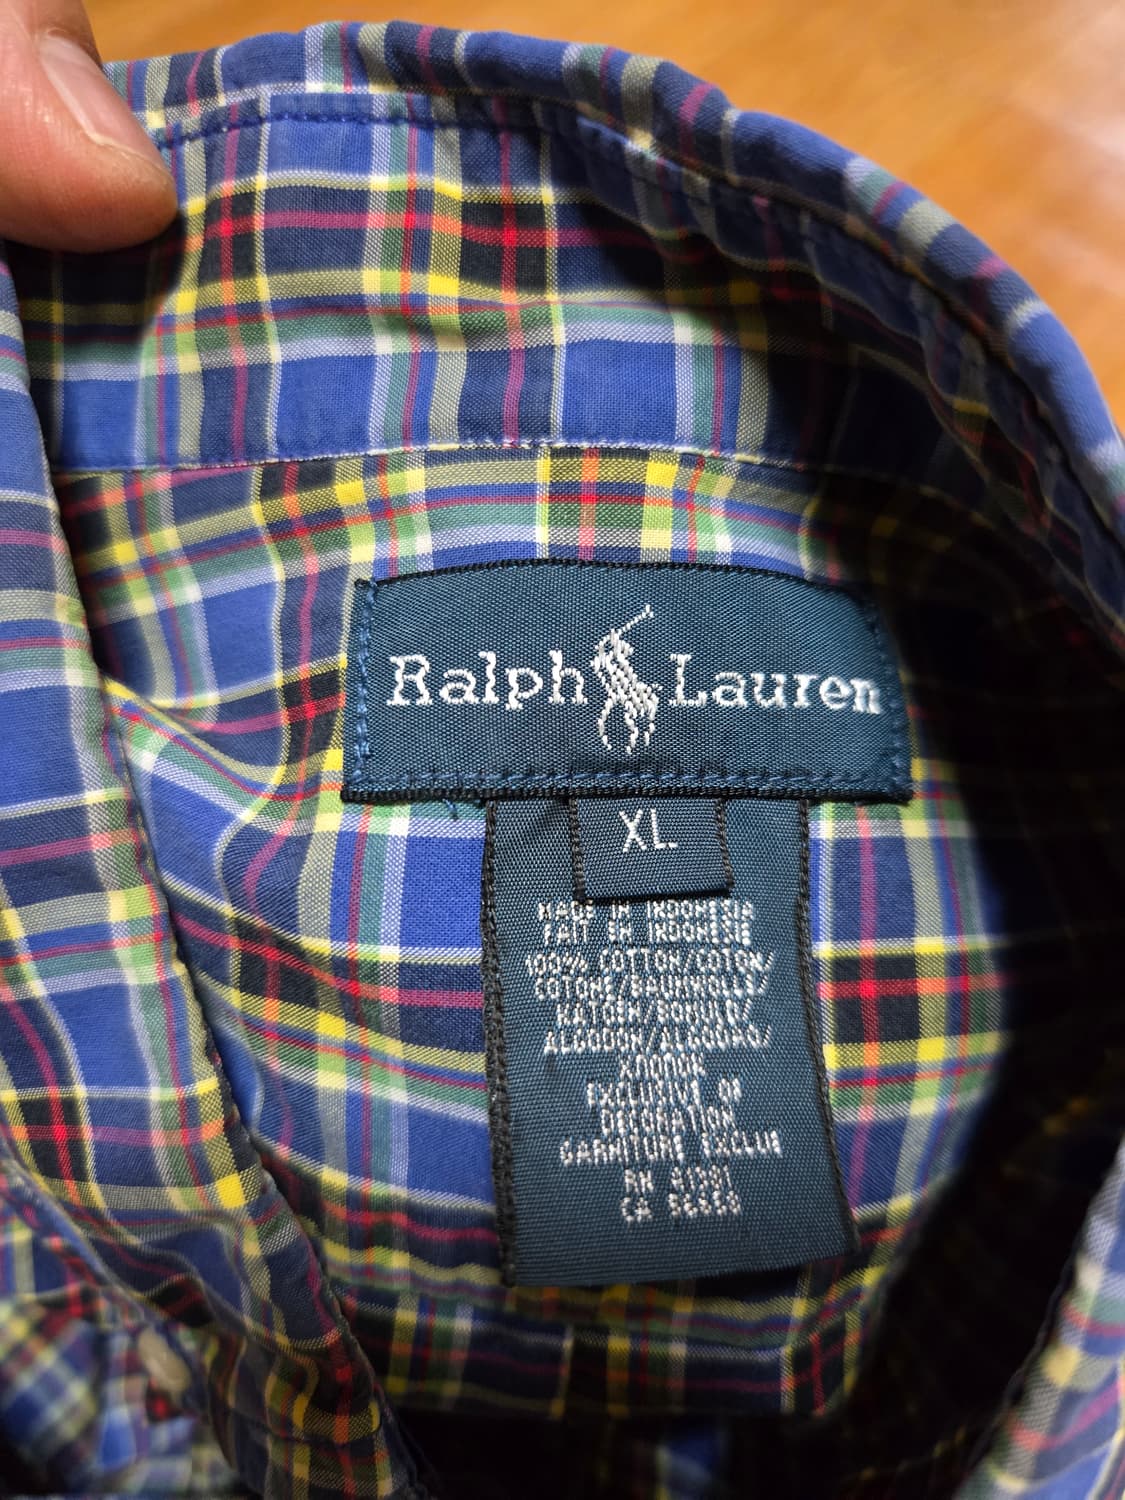 Ralph Lauren
XL
MADE IN INDONESIA
FAIT EN INDONESIE
100% COTTON/COTON/
COTONE/BAUMWOLLE/
KATOEN/BOMULL/
ALGODON/ALGODAO/
EXCLUSIVE OF
DECORATION
GARNITURE EXCLUE
RN 41381
CA